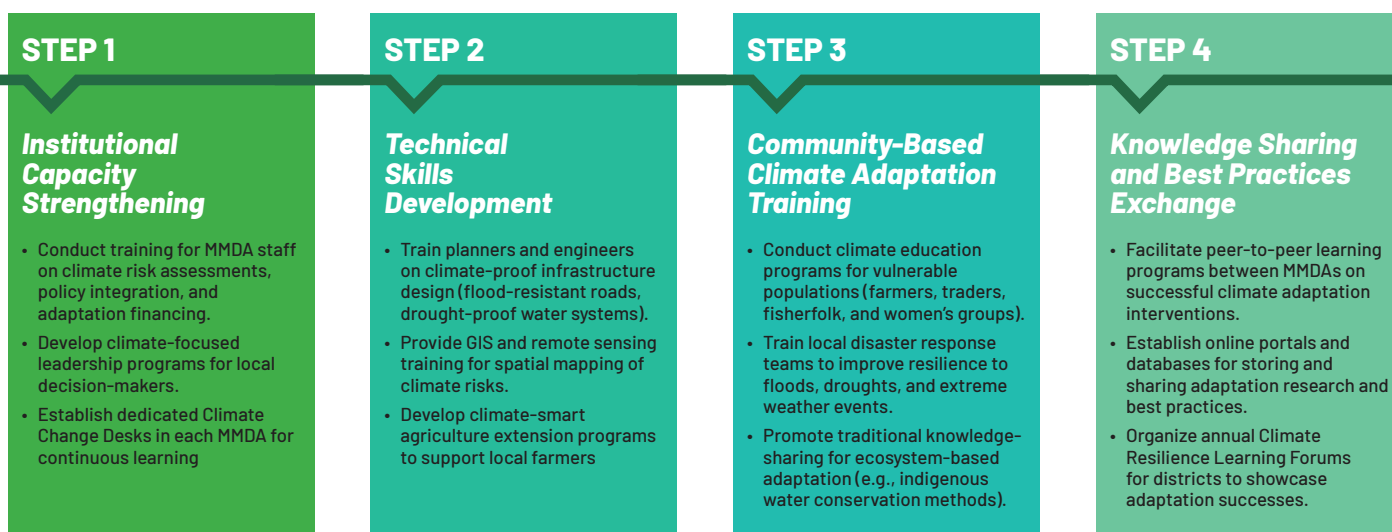 STEP 1
Institutional
Capacity
Strengthening
• Conduct training for MMDA staff
on climate risk assessments,
policy integration, and
adaptation financing.
• Develop climate-focused
leadership programs for local
decision-makers.
• Establish dedicated Climate
Change Desks in each MMDA for
continuous learning
STEP 2
Technical
Skills
Development
• Train planners and engineers
on climate-proof infrastructure
design (flood-resistant roads,
drought-proof water systems).
• Provide GIS and remote sensing
training for spatial mapping of
climate risks.
• Develop climate-smart
agriculture extension programs
to support local farmers
STEP 3
Community-Based
Climate Adaptation
Training
• Conduct climate education
programs for vulnerable
populations (farmers, traders,
fisherfolk, and women's groups).
• Train local disaster response
teams to improve resilience to
floods, droughts, and extreme
weather events.
• Promote traditional knowledge-
sharing for ecosystem-based
adaptation (e.g., indigenous
water conservation methods).
STEP 4
Knowledge Sharing
and Best Practices
Exchange
• Facilitate peer-to-peer learning
programs between MMDAs on
successful climate adaptation
interventions.
• Establish online portals and
databases for storing and
sharing adaptation research and
best practices.
• Organize annual Climate
Resilience Learning Forums
for districts to showcase
adaptation successes.